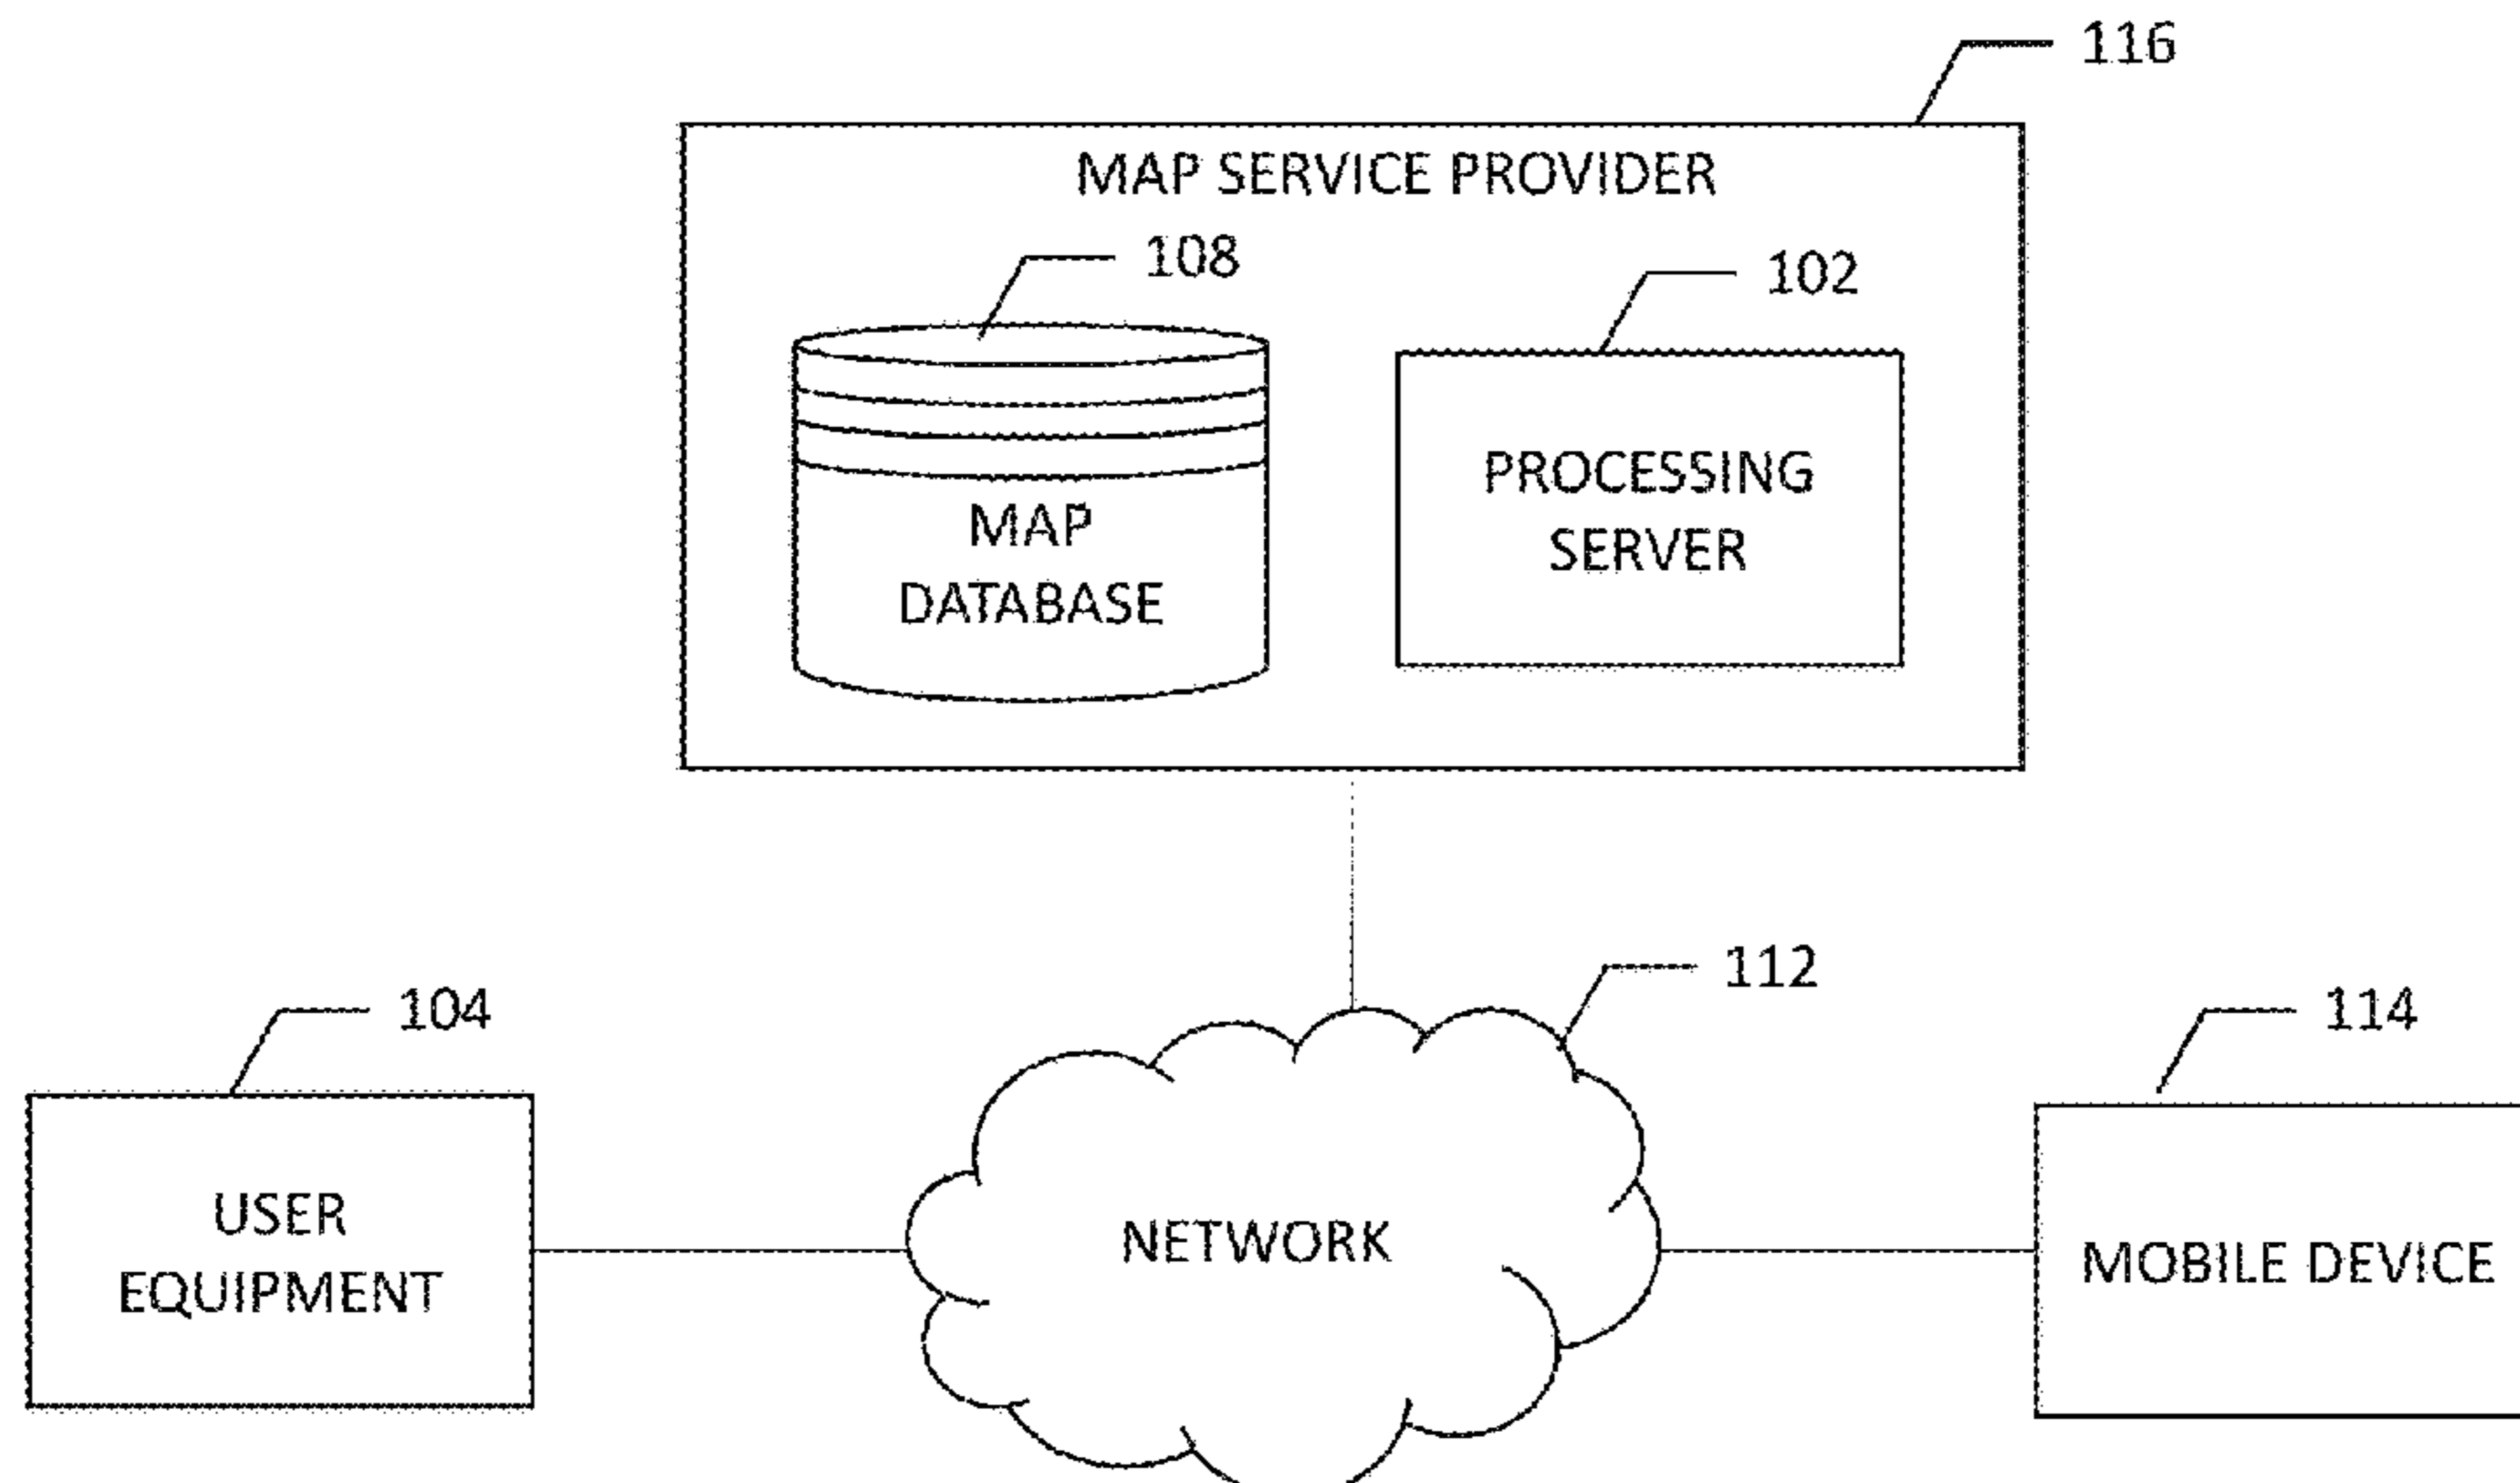 116
MAP SERVICE PROVIDER
108
102
PROCESSING
SERVER
MAP
DATABASE
112
104
114
USER
EQUIPMENT
NETWORK
MOBILE DEVICE